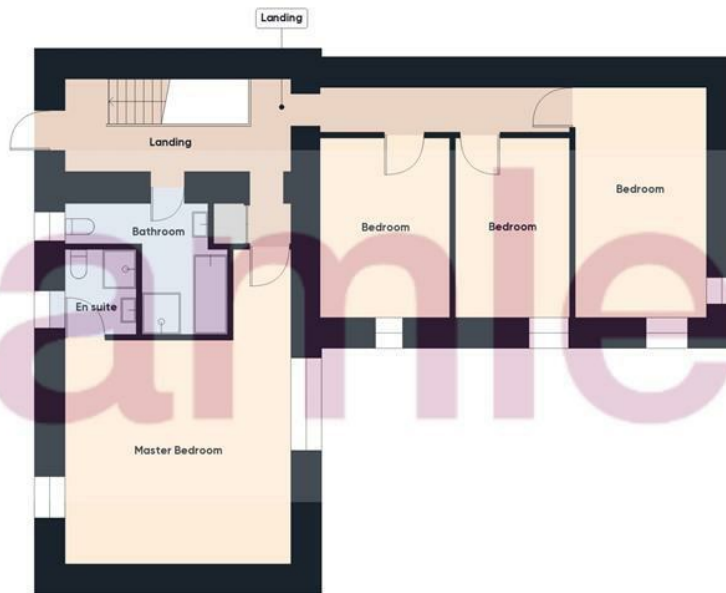 Landing
Landing
Bathroom
Bedroom
Bedroom
Bedroom
En suite
Master Bedroom
amle